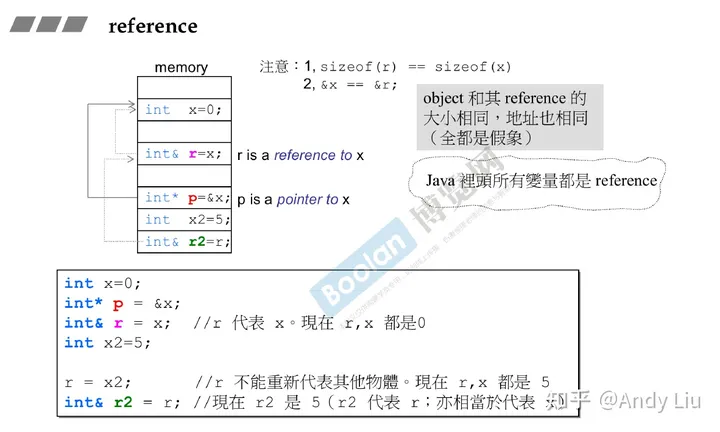 reference
memory
注意：1, sizeof(r) == sizeof(x)
2, &x == &r;
object 和其 reference 的
大小相同，地址也相同
（全都是假象）
int x=0;
int& r=x;
r is a reference to x
Java 裡頭所有變量都是 reference
int* p=&x;
p is a pointer to x
int x2=5;
int& r2=r;
Boolan 博览网
int x=0;
int* p = &x;
int& r = x; //r 代表 x。現在 r,x 都是0
int x2=5;
r = x2; //r 不能重新代表其他物體。現在 r,x 都是 5
int& r2 = r; //現在 r2 是 5（r2 代表 r；亦相當於代表 x）
知乎 @Andy Liu